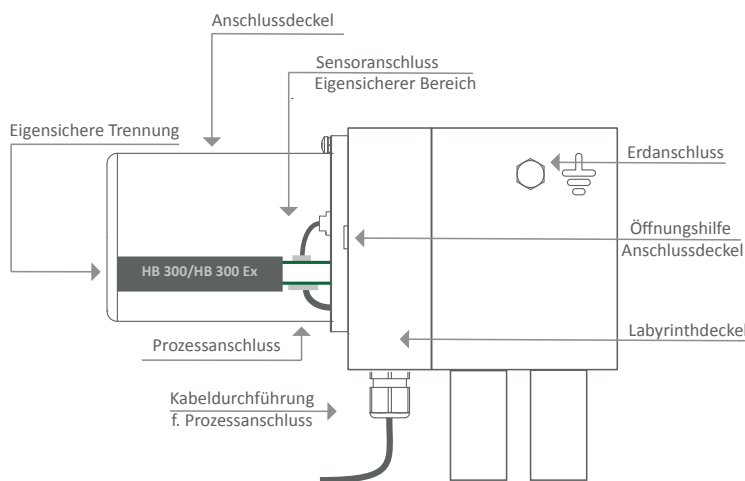 Anschlussdeckel
Sensoranschluss
Eigensicherer Bereich
Eigensichere Trennung
Erdanschluss
Öffnungshilfe
Anschlussdeckel
HB 300/HB 300 Ex
Labyrinthdeckel
Prozessanschluss
Kabeldurchführung
f. Prozessanschluss